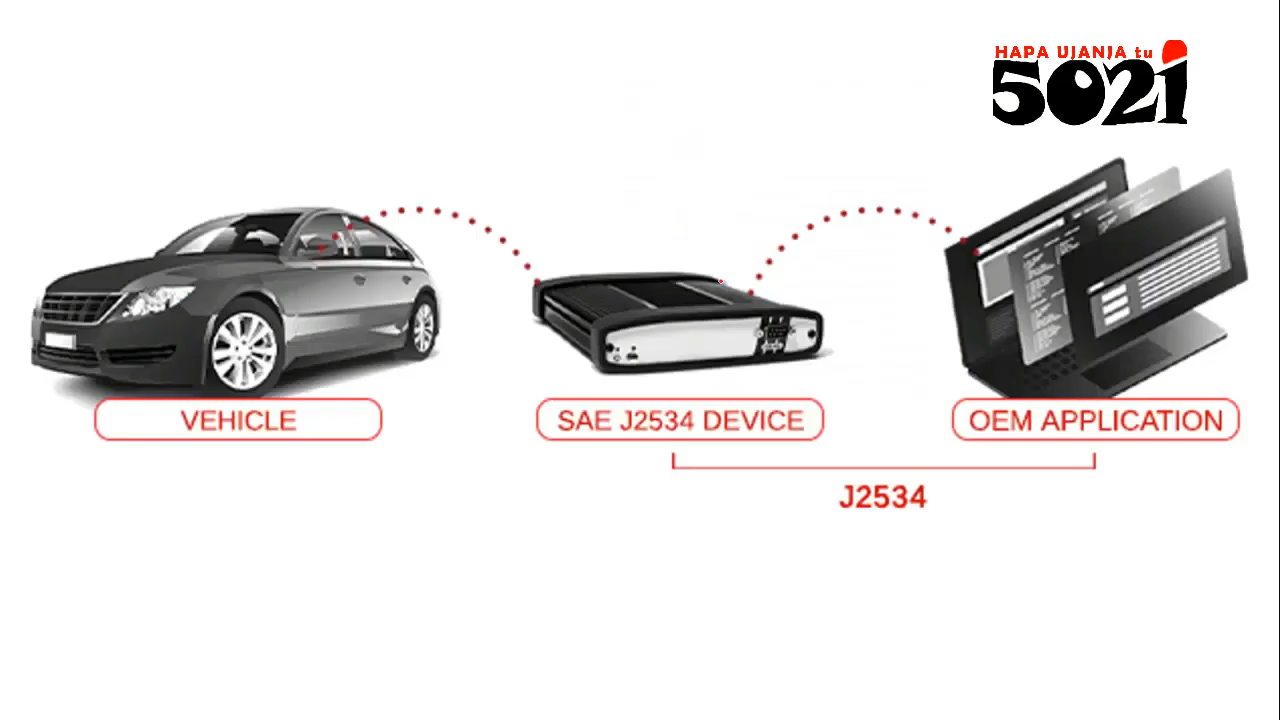 HAPA UJANJA tu
5021
VEHICLE
SAE J2534 DEVICE
OEM APPLICATION
J2534